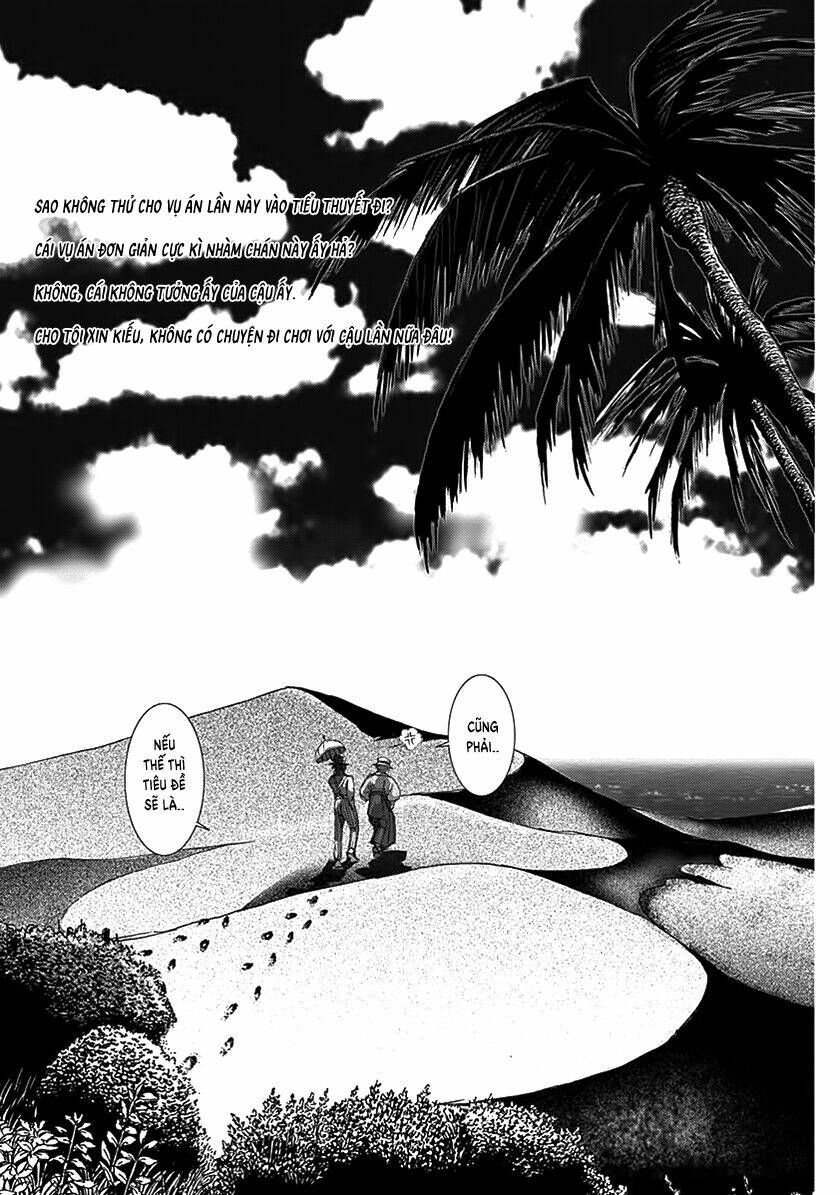 SAO KHÔNG THỬ CHO VỤ ÁN LẦN NÀY VÀO TIỂU THUYẾT ĐI?
CÁI VỤ ÁN ĐƠN GIẢN CỰC KÌ NHÀM CHÁN NÀY ẤY HẢ?
KHÔNG, CÁI KHÔNG TƯỞNG ẤY CỦA CẬU ẤY.
CHO TÔI XIN KIẾU, KHÔNG CÓ CHUYỆN ĐI CHƠI VỚI CẬU LẦN NỮA ĐÂU!
CŨNG
PHẢI..
NẾU
THẾ THÌ
TIÊU ĐỀ
SẼ LÀ..